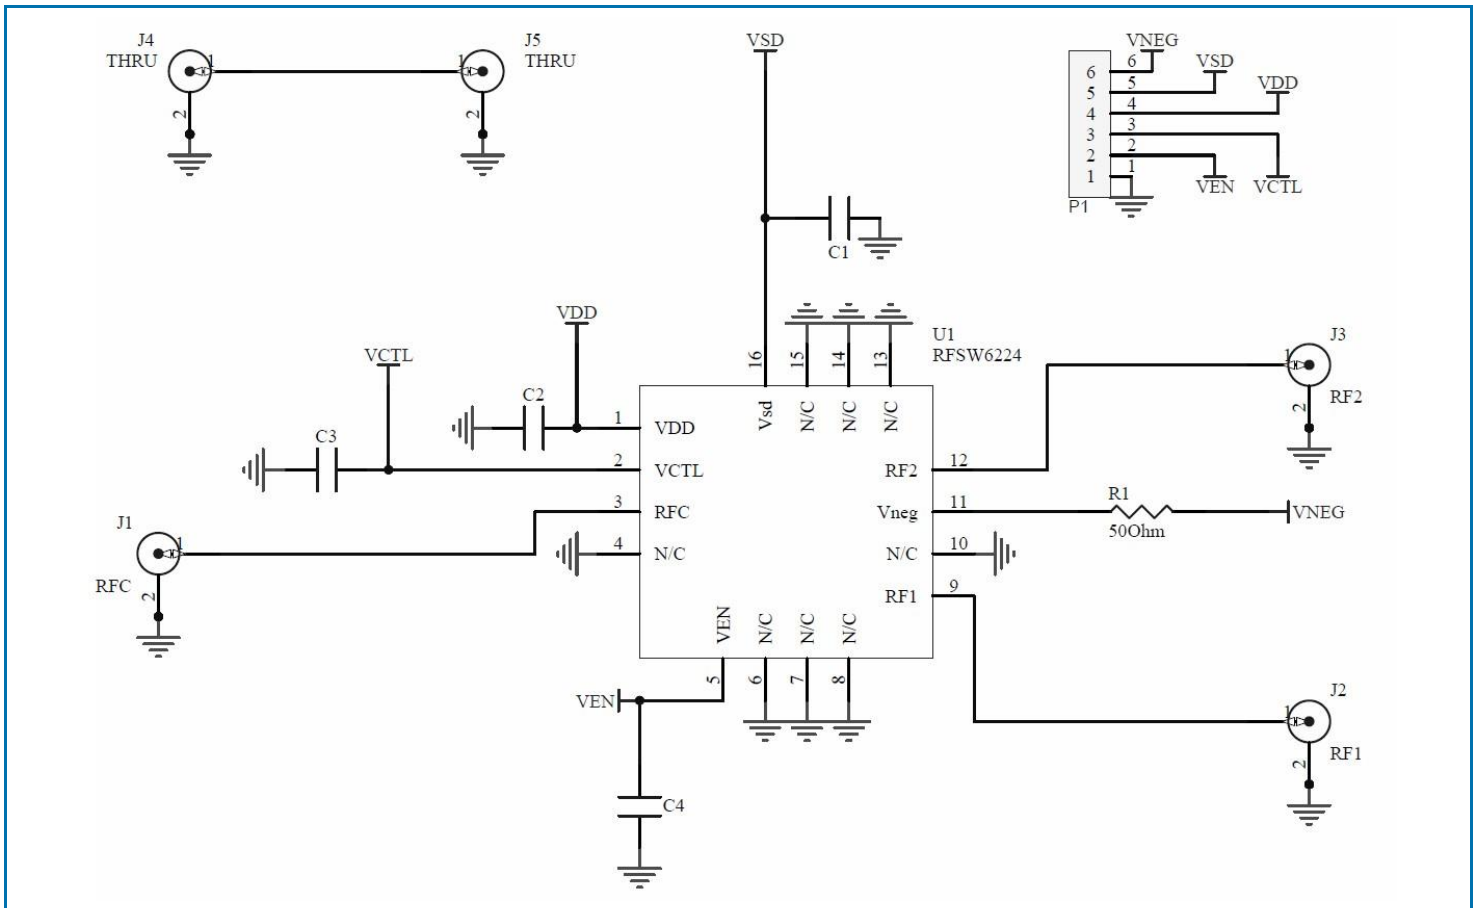 J4
THRU
1
2
J5
THRU
1
2
VSD
VNEG
VSD
VDD
6 6
5 5
4 4
3 3
2 2
1 1
VEN
VCTL
P1
C1
VDD
VCTL
C2
C3
U1
RFSW6224
16
15
14
13
Vsd
N/C
N/C
N/C
1
VDD
2
VCTL
3
RFC
4
N/C
RF2
12
Vneg
11
N/C
10
RF1
9
VEN
N/C
N/C
N/C
5
6
7
8
J1
1
RFC
2
J3
1
RF2
2
R1
50Ohm
VNEG
VEN
C4
J2
1
RF1
2